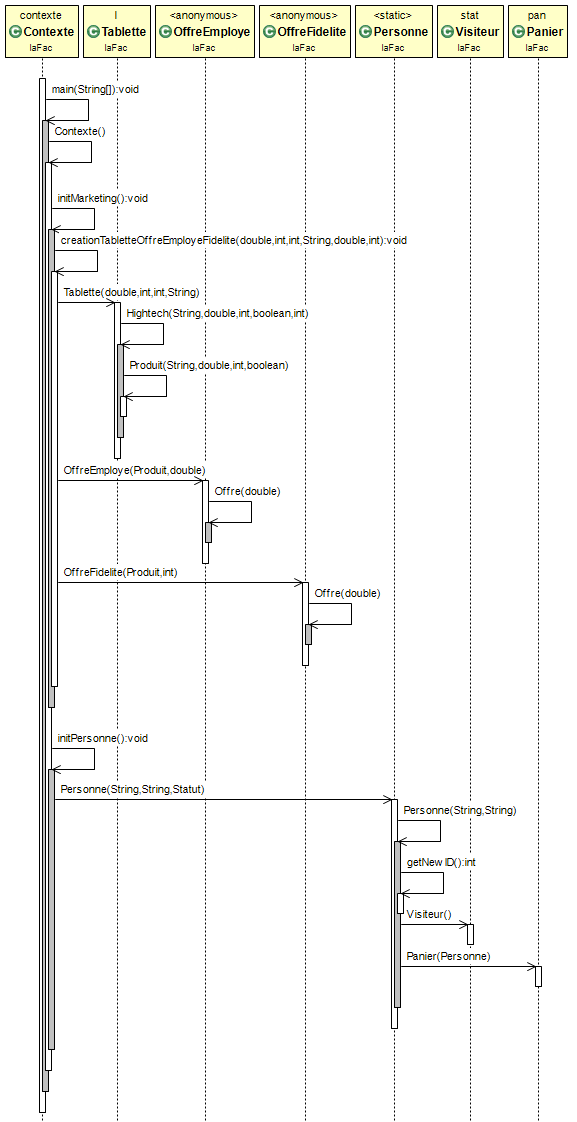 contexte
C Contexte
laFac
l
C Tablette
laFac
<anonymous>
C OffreEmploye
laFac
<anonymous>
C OffreFidelite
laFac
<static>
C Personne
laFac
stat
C Visiteur
laFac
pan
C Panier
laFac
main(String[]):void
Contexte()
initMarketing():void
creationTabletteOffreEmployeFidelite(double,int,int,String,double,int):void
Tablette(double,int,int,String)
Hightech(String,double,int,boolean,int)
Produit(String,double,int,boolean)
OffreEmploye(Produit,double)
Offre(double)
OffreFidelite(Produit,int)
Offre(double)
initPersonne():void
Personne(String,String,Statut)
Personne(String,String)
getNewID():int
Visiteur()
Panier(Personne)